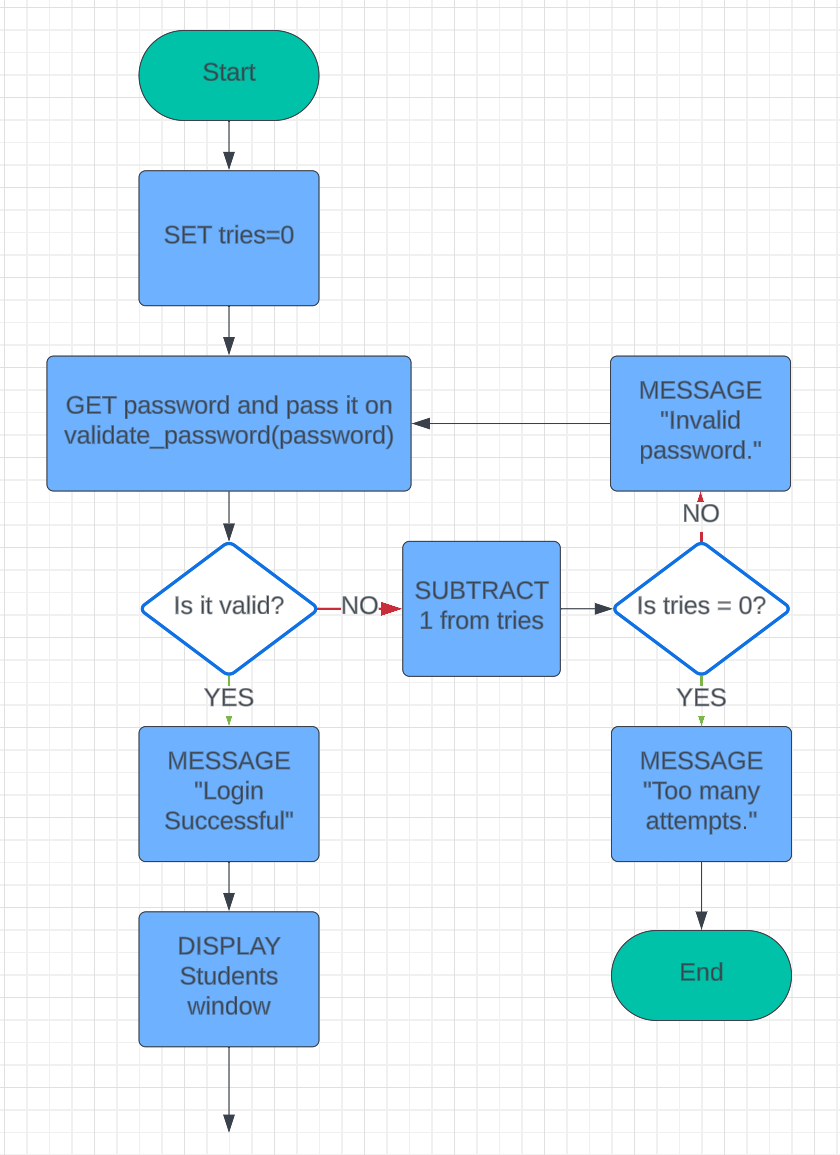 Start
SET tries=0
GET password and pass it on
validate_password(password)
MESSAGE
"Invalid
password."
NO
Is it valid?
NO
SUBTRACT
1 from tries
Is tries = 0?
YES
YES
MESSAGE
"Login
Successful"
MESSAGE
"Too many
attempts."
DISPLAY
Students
window
End